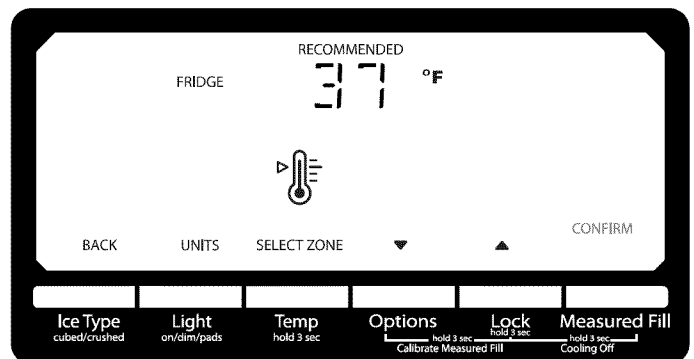 RECOMMENDED
FRIDGE 37 °F
BACK UNITS SELECT ZONE ▼ ▲ CONFIRM
Ice Type Light Temp Options Lock Measured Fill
cubed/crushed on/dim/pads hold 3 sec hold 3 sec hold 3 sec hold 3 sec
Calibrate Measured Fill Cooling Off